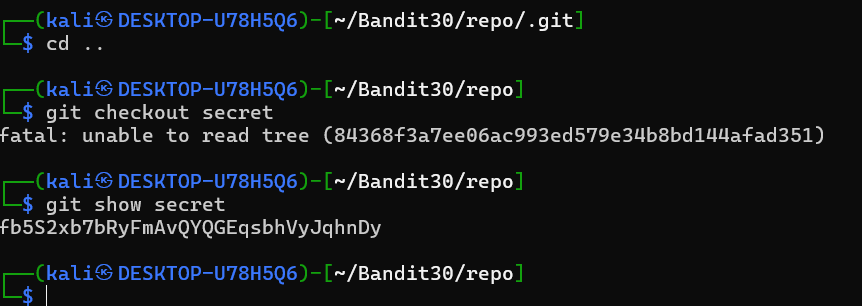 ┌──(kali㉿DESKTOP-U78H5Q6)-[~/Bandit30/repo/.git]
└─$ cd ..
┌──(kali㉿DESKTOP-U78H5Q6)-[~/Bandit30/repo]
└─$ git checkout secret
fatal: unable to read tree (84368f3a7ee06ac993ed579e34b8bd144afad351)
┌──(kali㉿DESKTOP-U78H5Q6)-[~/Bandit30/repo]
└─$ git show secret
fb5S2xb7bRyFmAvQYQGEqsbhVyJqhnDy
┌──(kali㉿DESKTOP-U78H5Q6)-[~/Bandit30/repo]
└─$